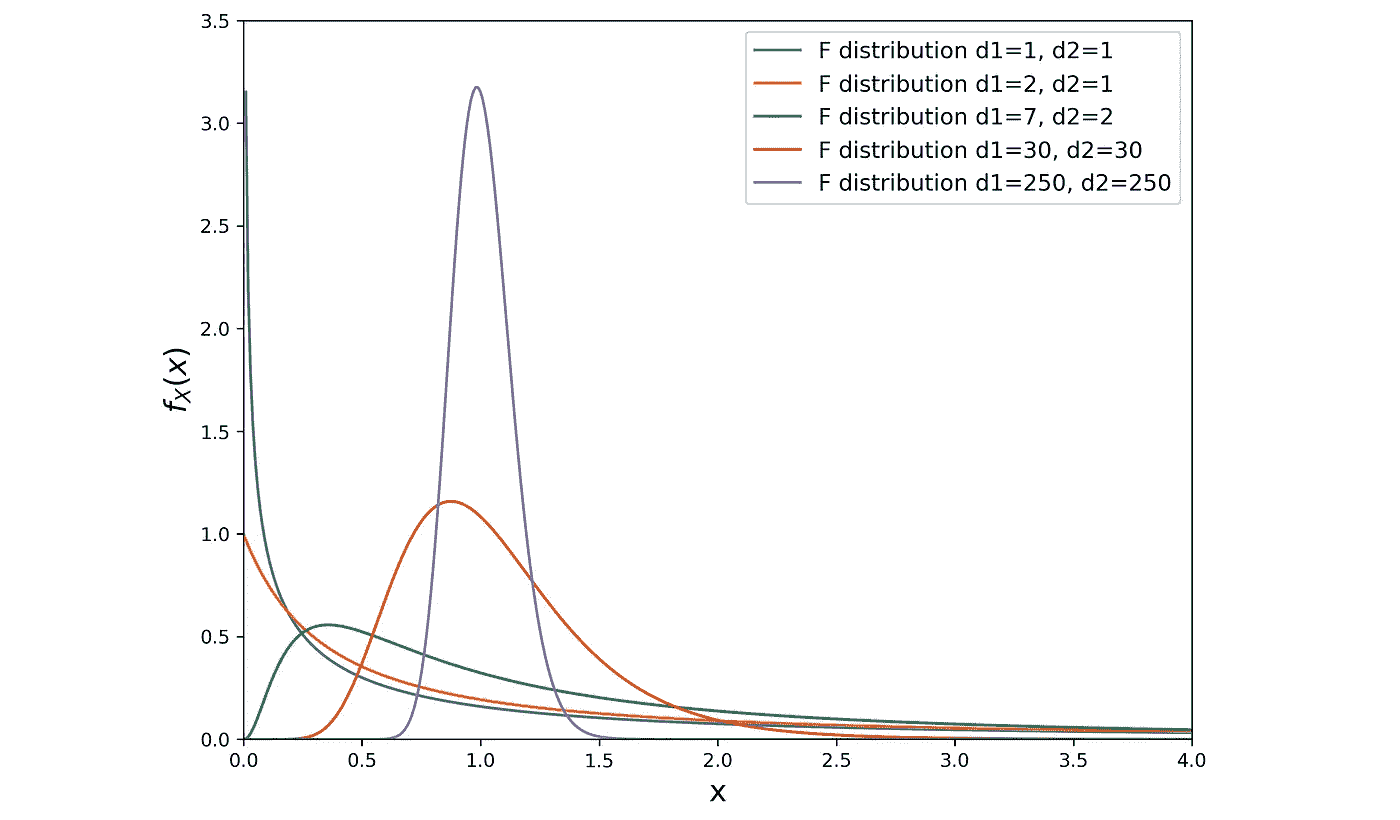 3.5
3.0
2.5
2.0
1.5
1.0
0.5
0.0
fX(x)
F distribution d1=1, d2=1
F distribution d1=2, d2=1
F distribution d1=7, d2=2
F distribution d1=30, d2=30
F distribution d1=250, d2=250
0.0 0.5 1.0 1.5 2.0 2.5 3.0 3.5 4.0
x